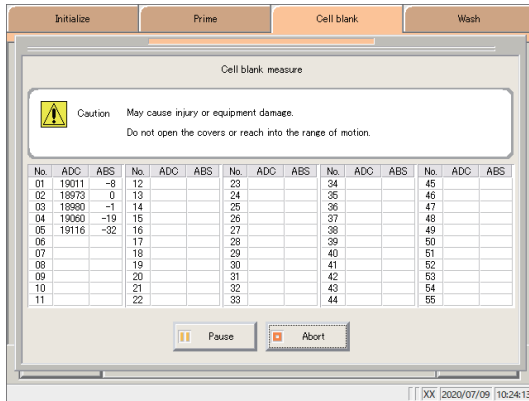 Initialize Prime Cell blank Wash
Cell blank measure
Caution May cause injury or equipment damage.
Do not open the covers or reach into the range of motion.
No. ADC ABS No. ADC ABS No. ADC ABS No. ADC ABS No. ADC ABS
01 19011 -8 12 23 34 45
02 18973 0 13 24 35 46
03 18980 -1 14 25 36 47
04 19060 -19 15 26 37 48
05 19116 -32 16 27 38 49
06 17 28 39 50
07 18 29 40 51
08 19 30 41 52
09 20 31 42 53
10 21 32 43 54
11 22 33 44 55
Pause Abort
XX 2020/07/09 10:24:13